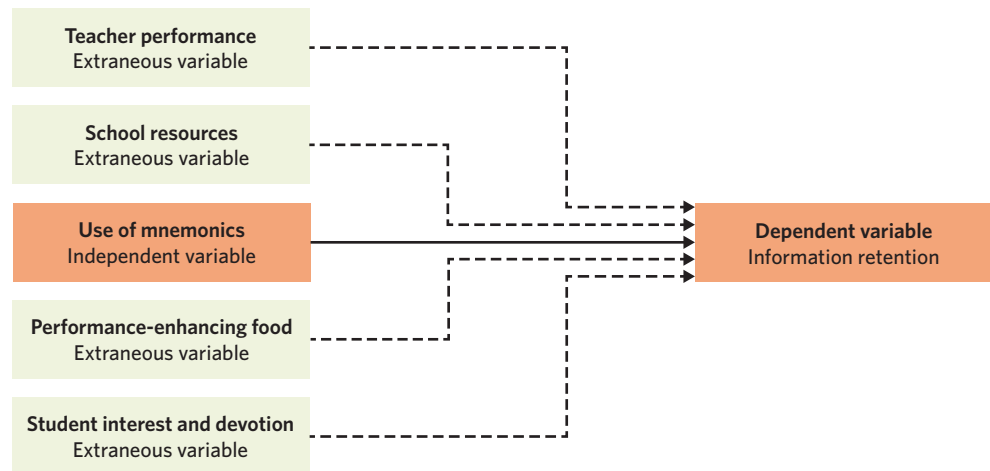 Teacher performance
Extraneous variable
School resources
Extraneous variable
Use of mnemonics
Independent variable
Dependent variable
Information retention
Performance-enhancing food
Extraneous variable
Student interest and devotion
Extraneous variable